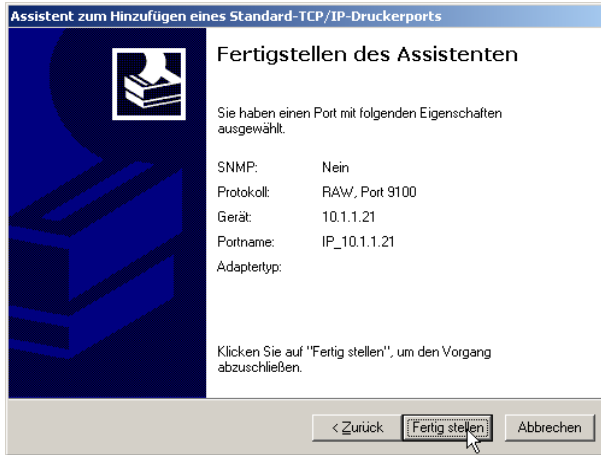 Assistent zum Hinzufügen eines Standard-TCP/IP-Druckerports
Fertigstellen des Assistenten
Sie haben einen Port mit folgenden Eigenschaften
ausgewählt.
SNMP: Nein
Protokoll: RAW, Port 9100
Gerät: 10.1.1.21
Portname: IP_10.1.1.21
Adaptertyp:
Klicken Sie auf "Fertig stellen", um den Vorgang
abzuschließen.
< Zurück Fertig stellen Abbrechen